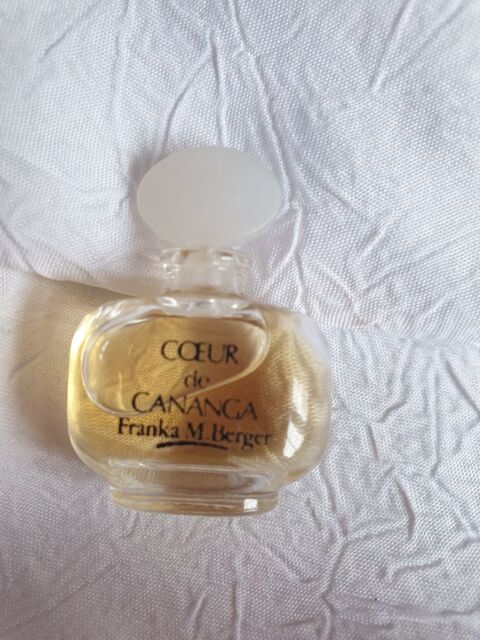 CŒUR
de
CANANGA
Franka M. Berger